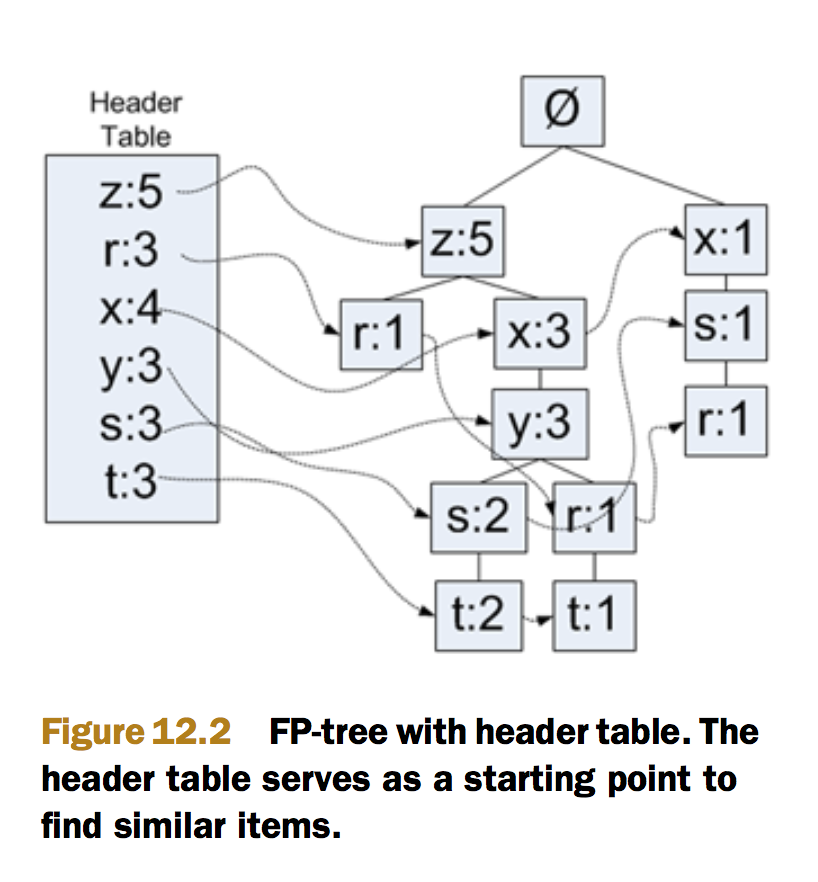 Header
Table
z:5
r:3
x:4
y:3
s:3
t:3
Ø
z:5
x:1
r:1
x:3
s:1
y:3
r:1
s:2
r:1
t:2
t:1
Figure 12.2 FP-tree with header table. The
header table serves as a starting point to
find similar items.